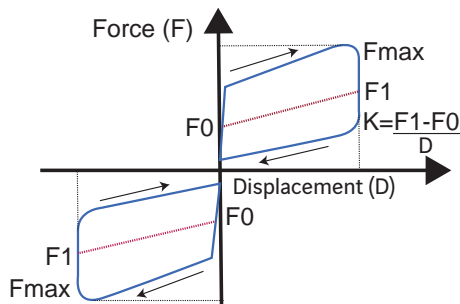 Force (F)
Fmax
F1
F0
K=F1-F0
D
Displacement (D)
F0
F1
Fmax